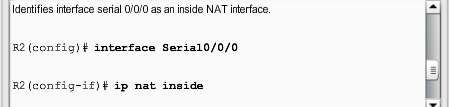 Identifies interface serial 0/0/0 as an inside NAT interface.
R2(config)# interface Serial0/0/0
R2(config-if)# ip nat inside